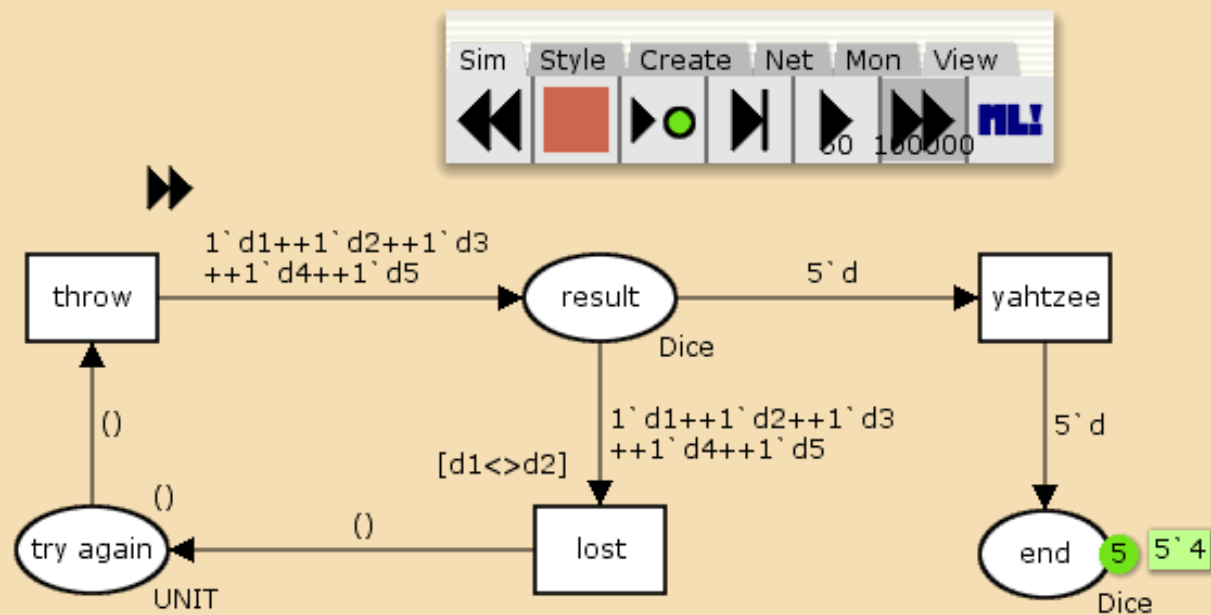 Sim Style Create Net Mon View
50 100000 ML!
1`d1++1`d2++1`d3
++1`d4++1`d5
throw
result
5`d
yahtzee
Dice
()
1`d1++1`d2++1`d3
++1`d4++1`d5
5`d
[d1<>d2]
()
()
try again
lost
end
5
5`4
UNIT
Dice